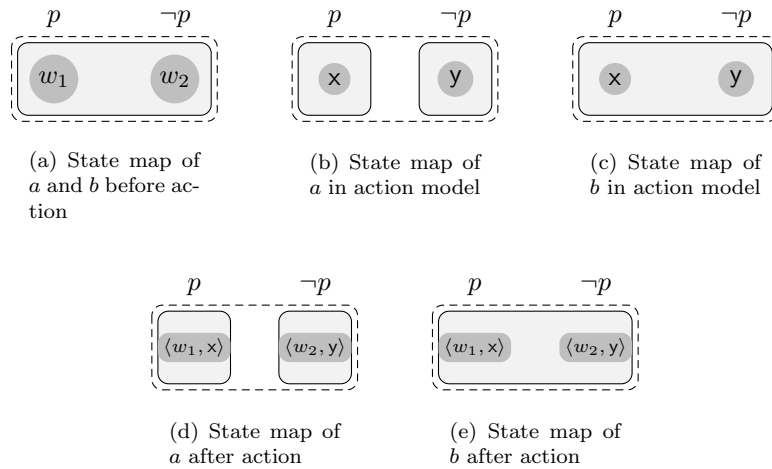 p ¬p p ¬p p ¬p
w₁ w₂ x y x y
(a) State map of
a and b before ac-
tion
(b) State map of
a in action model
(c) State map of
b in action model
p ¬p p ¬p
⟨w₁, x⟩ ⟨w₂, y⟩ ⟨w₁, x⟩ ⟨w₂, y⟩
(d) State map of
a after action
(e) State map of
b after action